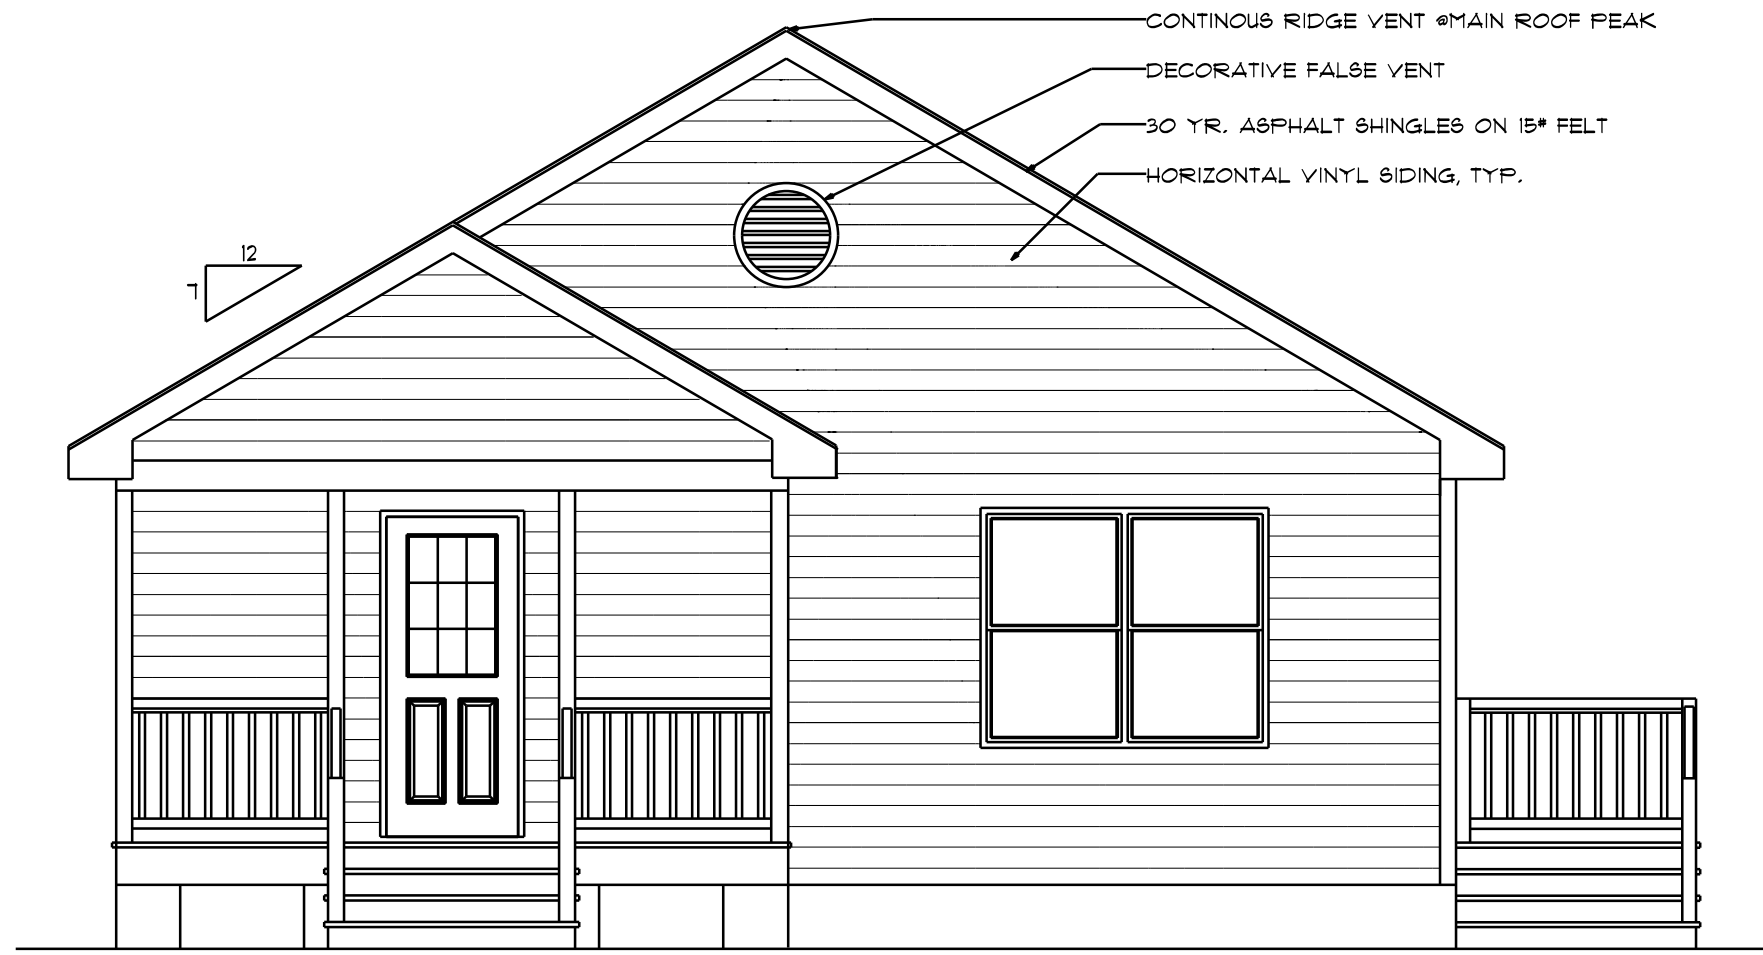 CONTINOUS RIDGE VENT @MAIN ROOF PEAK
DECORATIVE FALSE VENT
30 YR. ASPHALT SHINGLES ON 15# FELT
HORIZONTAL VINYL SIDING, TYP.
12
7